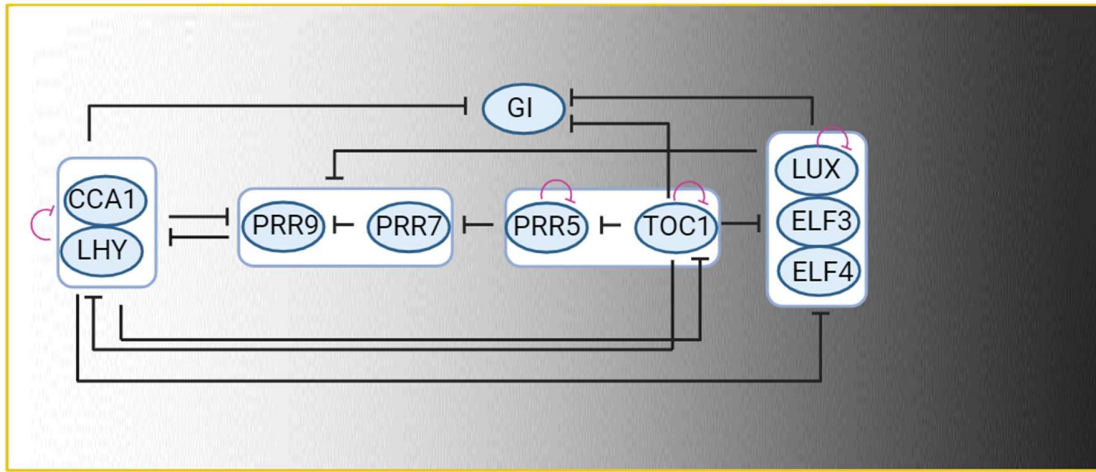 GI
CCA1
LHY
PRR9
PRR7
PRR5
TOC1
LUX
ELF3
ELF4